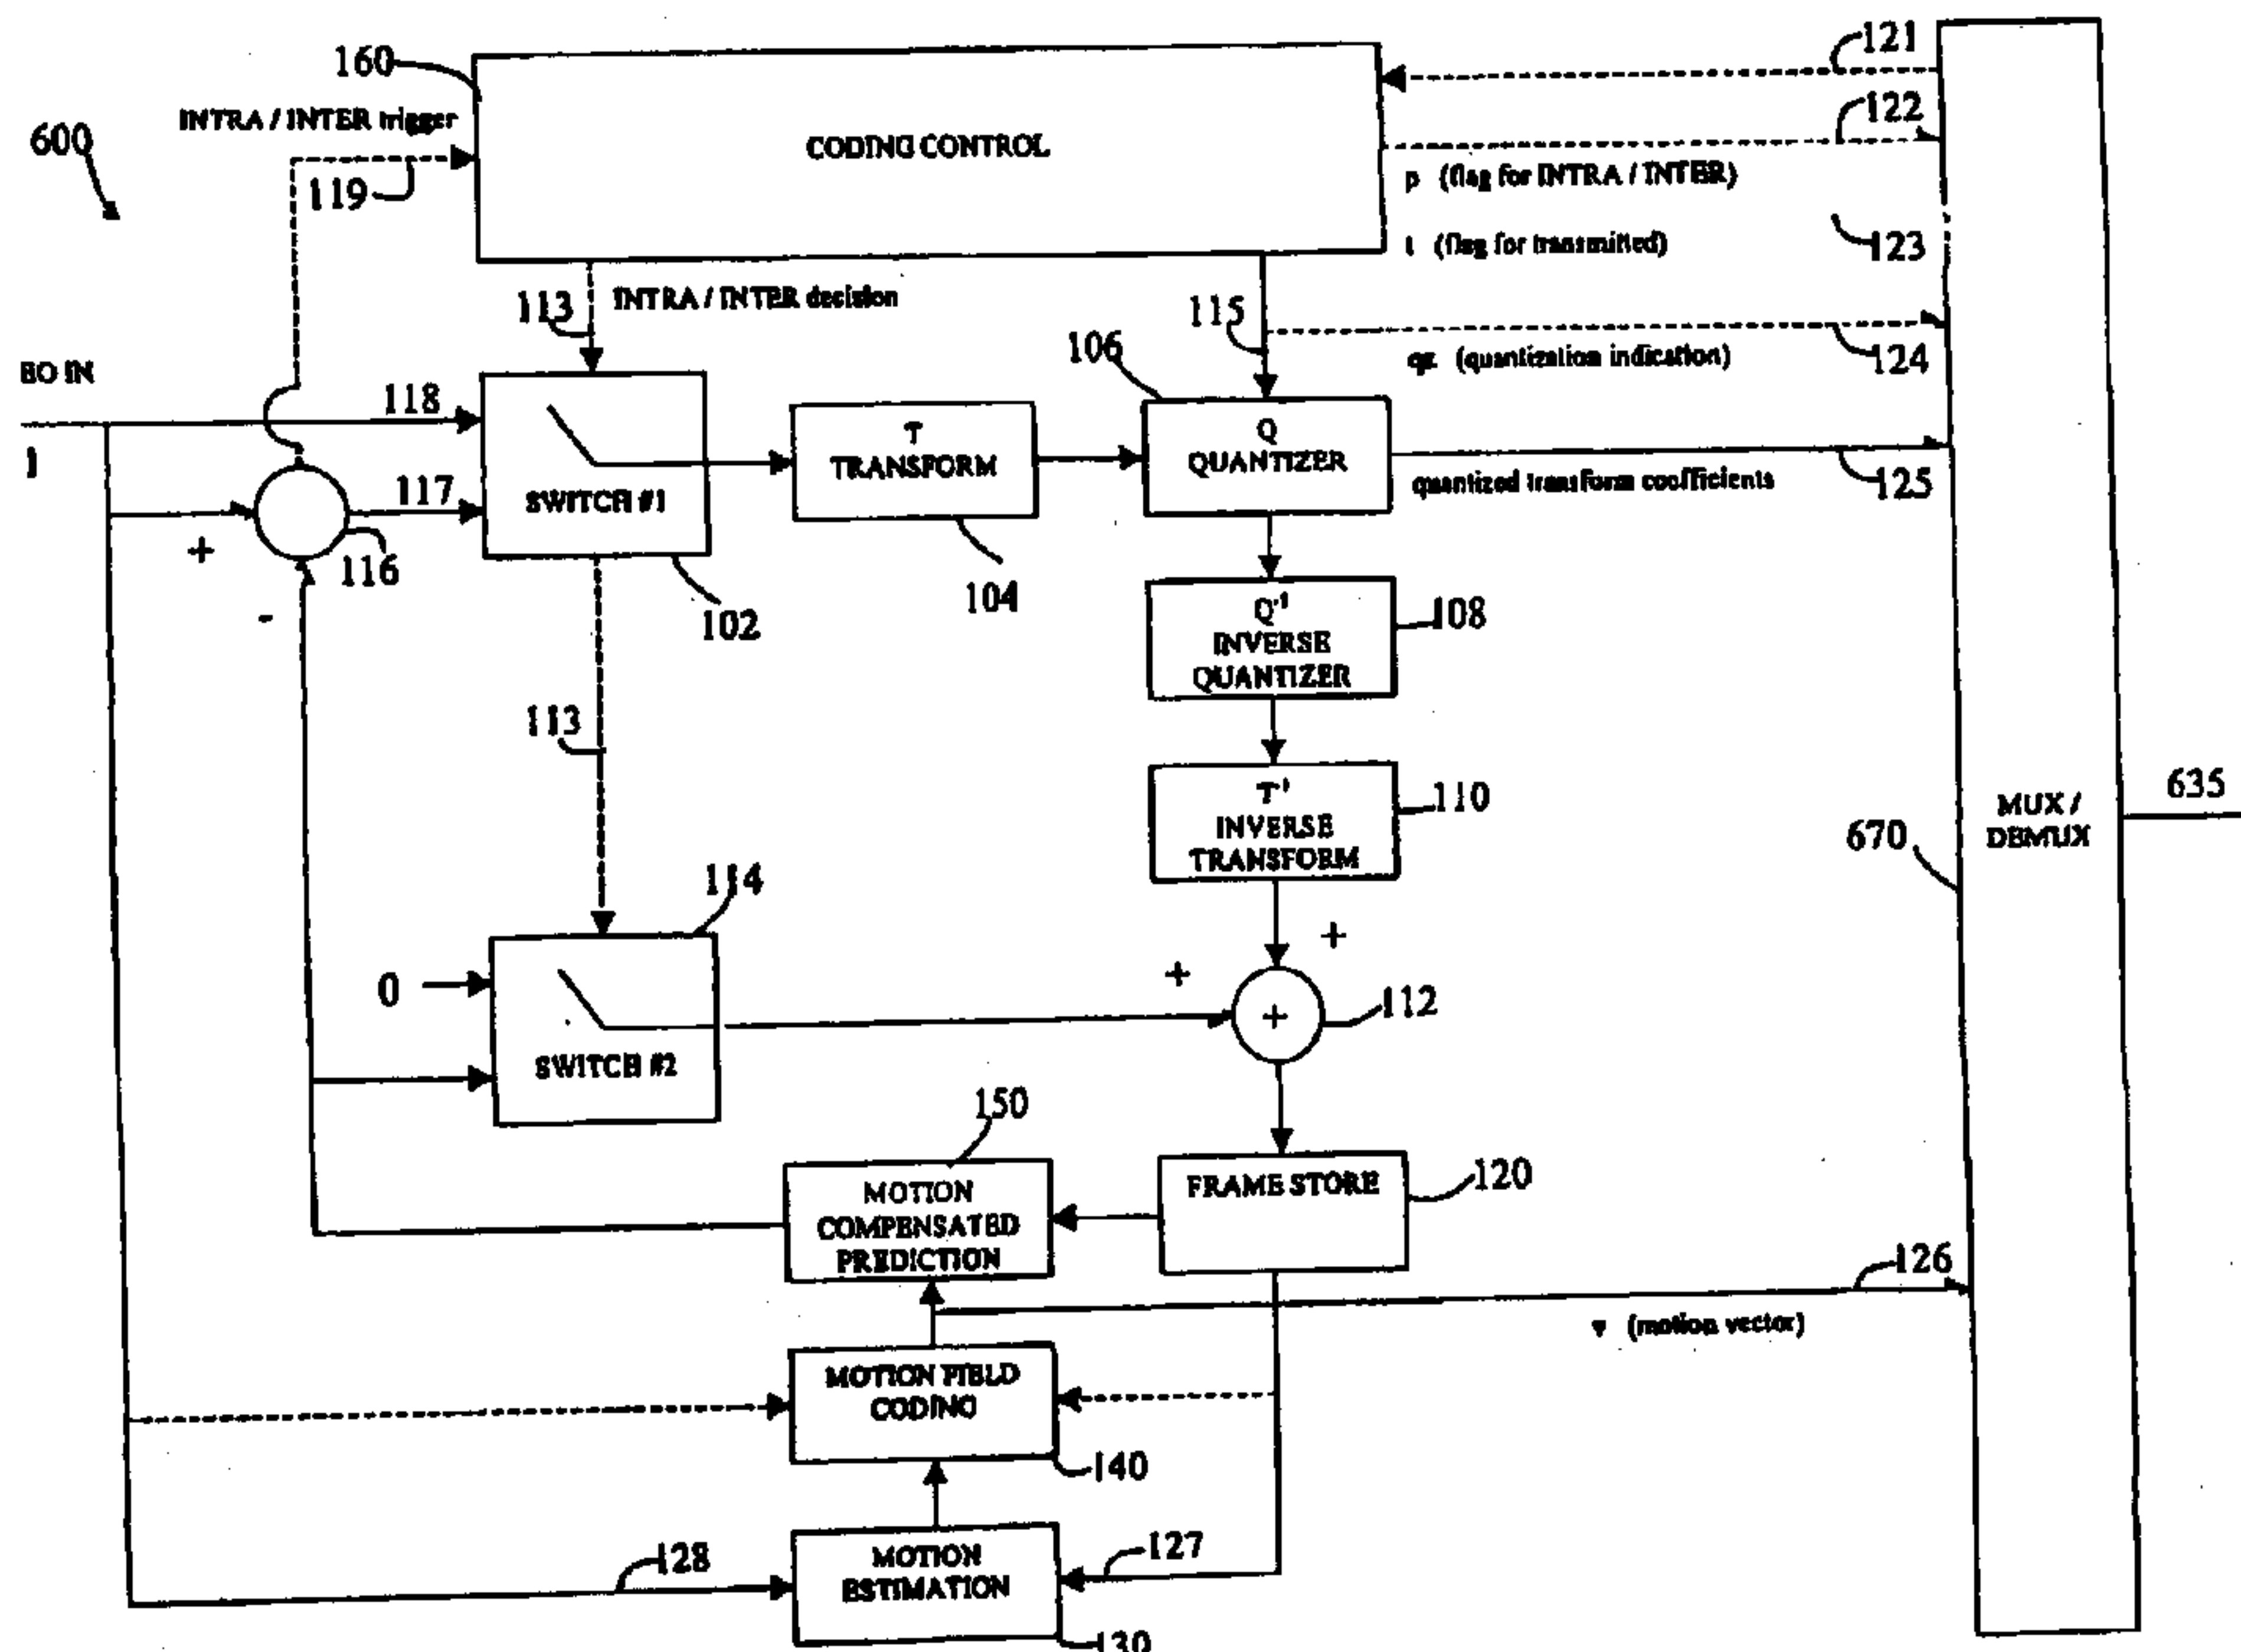 160
121
INTRA / INTER trigger
122
600
CODING CONTROL
119
p (flag for INTRA / INTER)
t (flag for transmitted)
123
113
INTRA / INTER decision
115
106
qz (quantization indication)
124
EO IN
118
T
TRANSFORM
Q
QUANTIZER
117
SWITCH #1
quantized transform coefficients
125
+
116
-
104
102
Q-1
INVERSE
QUANTIZER
108
113
T-1
INVERSE
TRANSFORM
110
MUX /
DEMUX
635
670
114
+
+
0
+
112
SWITCH #2
150
FRAME STORE
120
MOTION
COMPENSATED
PREDICTION
126
v (motion vector)
MOTION FIELD
CODING
140
128
MOTION
ESTIMATION
127
130